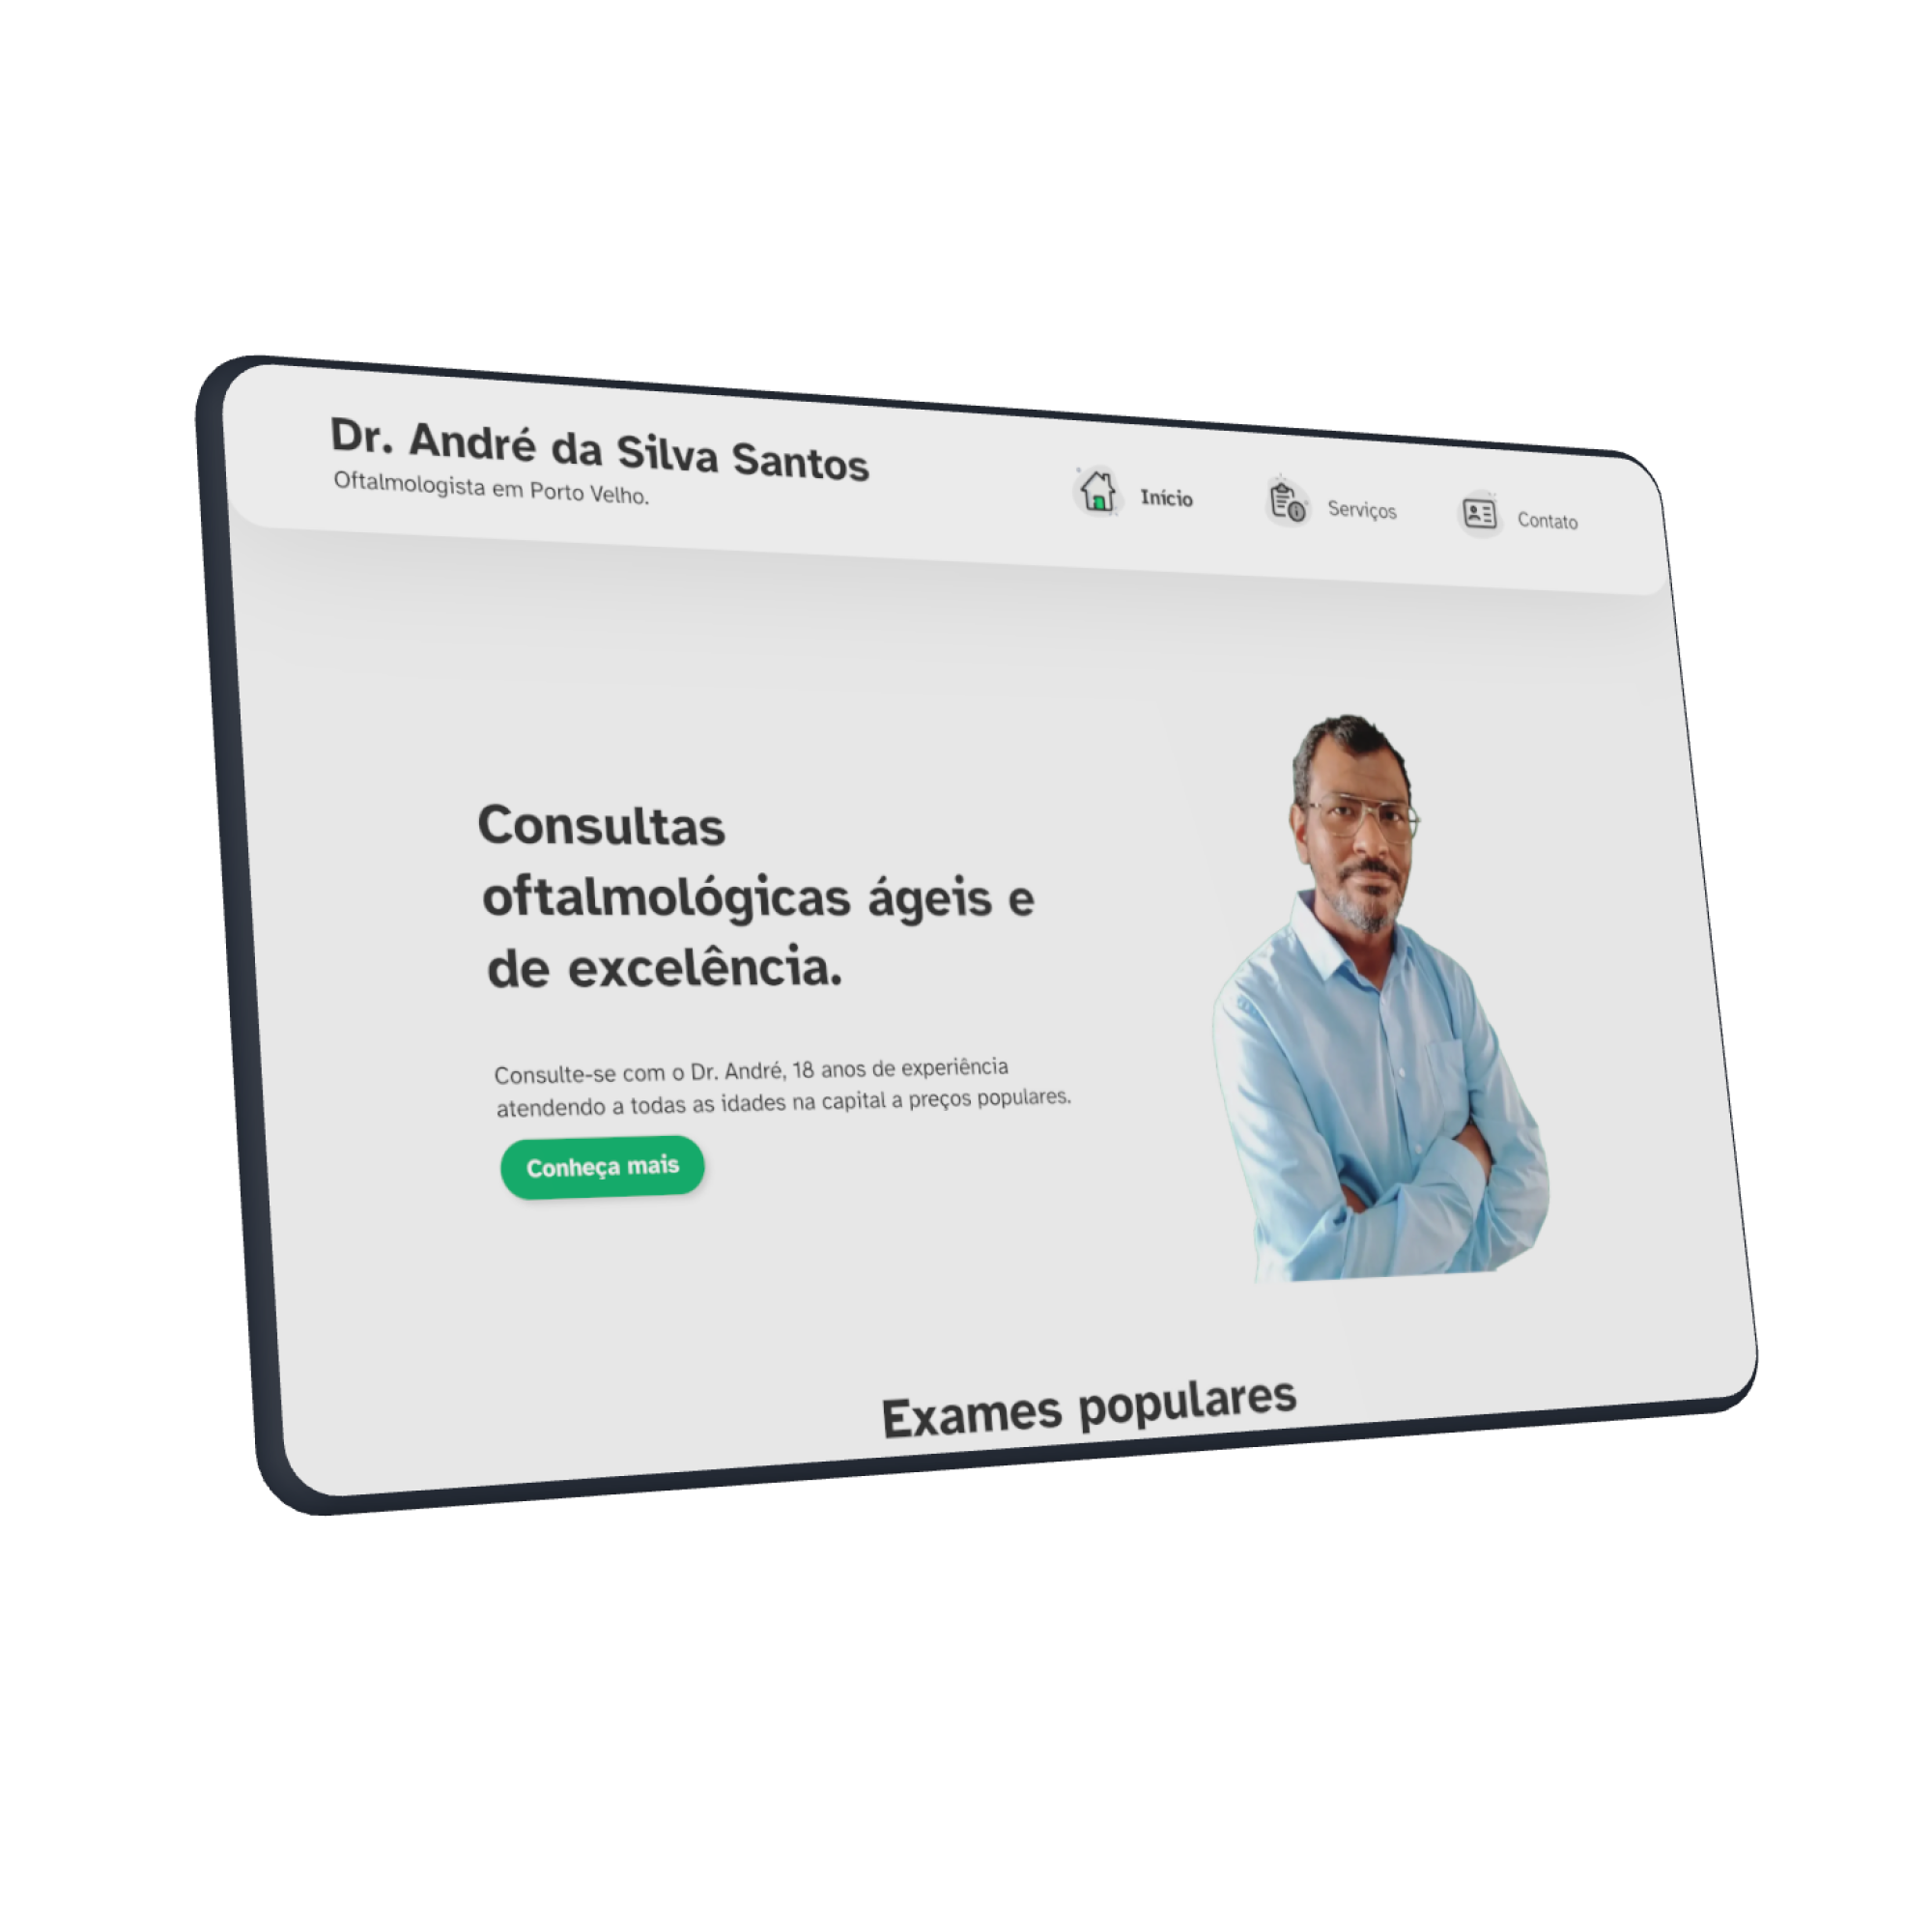 Dr. André da Silva Santos
Oftalmologista em Porto Velho.
Início
Serviços
Contato
Consultas
oftalmológicas ágeis e
de excelência.
Consulte-se com o Dr. André, 18 anos de experiência
atendendo a todas as idades na capital a preços populares.
Conheça mais
Exames populares